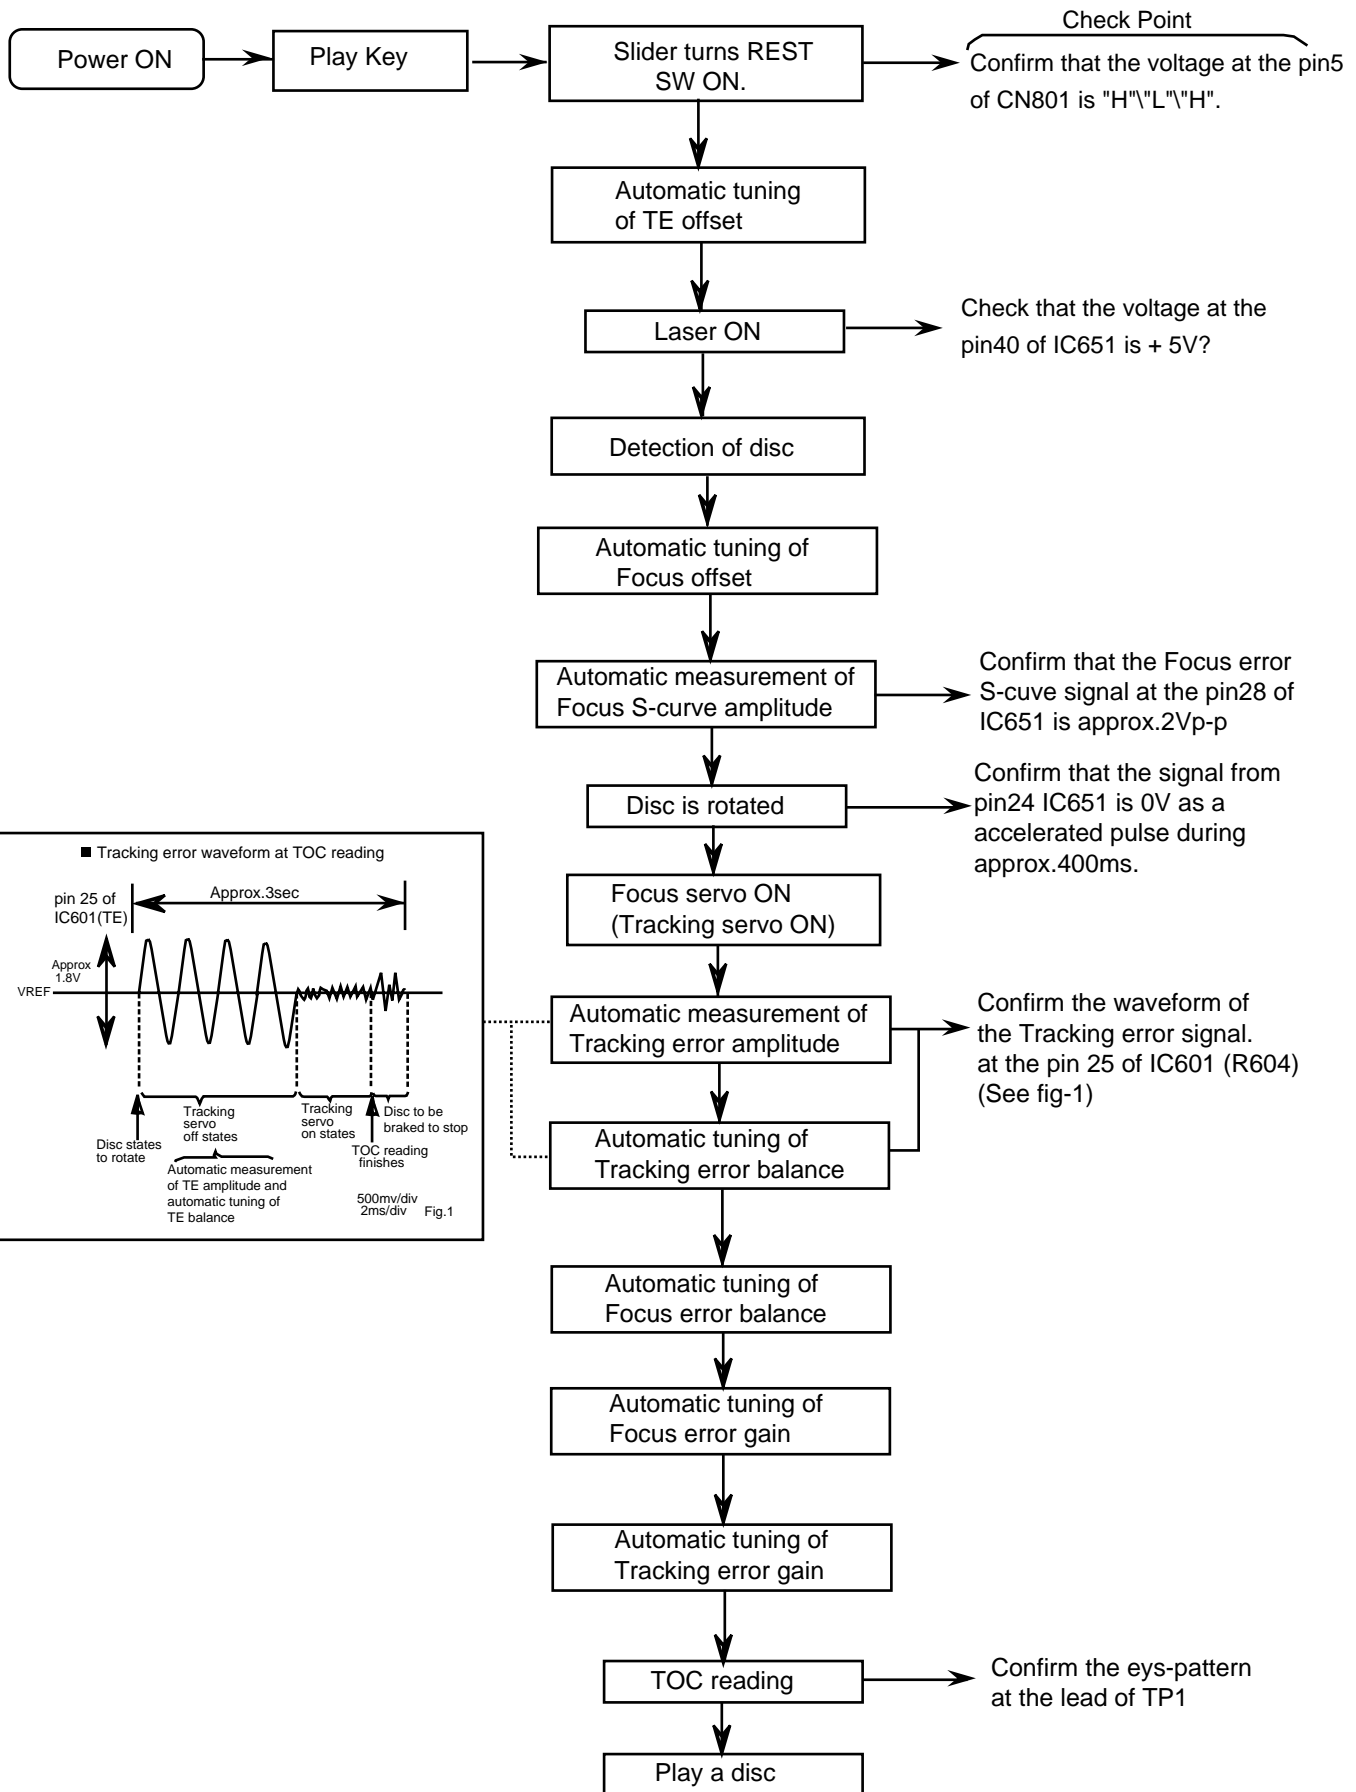 Check Point
Power ON
Play Key
Slider turns REST
SW ON.
Confirm that the voltage at the pin5
of CN801 is "H"\"L"\"H".
Automatic tuning
of TE offset
Laser ON
Check that the voltage at the
pin40 of IC651 is + 5V?
Detection of disc
Automatic tuning of
Focus offset
Automatic measurement of
Focus S-curve amplitude
Confirm that the Focus error
S-cuve signal at the pin28 of
IC651 is approx.2Vp-p
Disc is rotated
Confirm that the signal from
pin24 IC651 is 0V as a
accelerated pulse during
approx.400ms.
Focus servo ON
(Tracking servo ON)
■ Tracking error waveform at TOC reading
pin 25 of
IC601(TE)
Approx.3sec
Approx
1.8V
VREF
Tracking
servo
off states
Tracking
servo
on states
Disc to be
braked to stop
Disc states
to rotate
TOC reading
finishes
Automatic measurement
of TE amplitude and
automatic tuning of
TE balance
500mv/div
2ms/div
Fig.1
Automatic measurement of
Tracking error amplitude
Confirm the waveform of
the Tracking error signal.
at the pin 25 of IC601 (R604)
(See fig-1)
Automatic tuning of
Tracking error balance
Automatic tuning of
Focus error balance
Automatic tuning of
Focus error gain
Automatic tuning of
Tracking error gain
TOC reading
Confirm the eys-pattern
at the lead of TP1
Play a disc